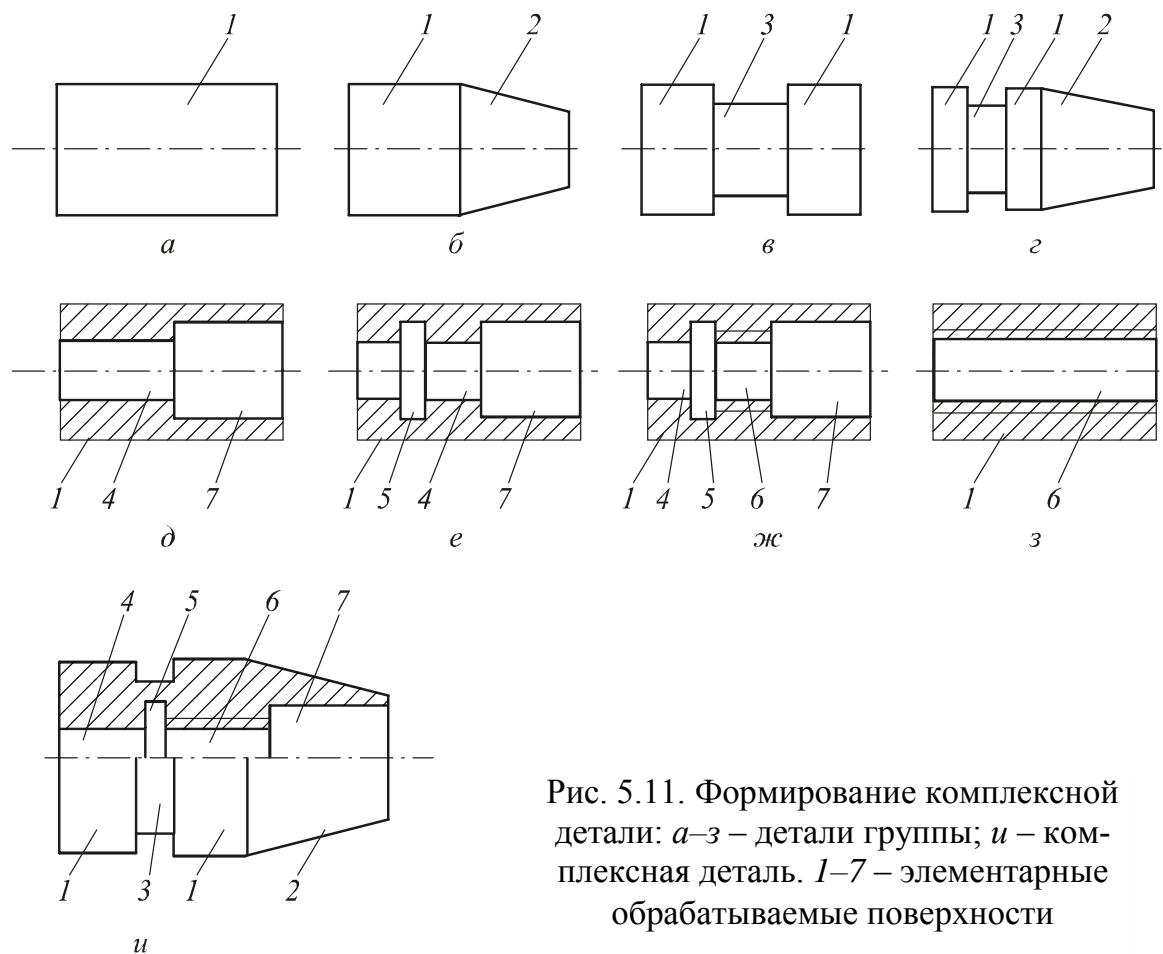 1 1 2 1 3 1 1 3 1 2
а б в г
1 4 7 1 5 4 7 1 4 5 6 7 1 6
д е ж з
4 5 6 7
1 3 1 2
и
Рис. 5.11. Формирование комплексной
детали: а–з – детали группы; и – ком-
плексная деталь. 1–7 – элементарные
обрабатываемые поверхности